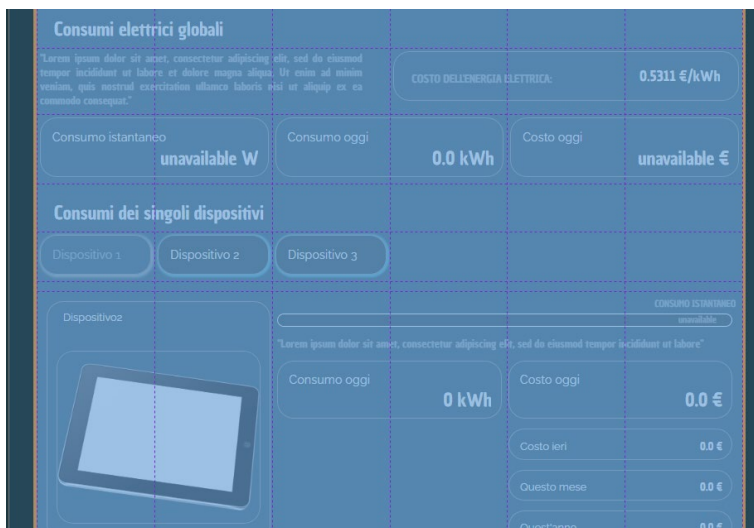 Consumi elettrici globali
"Lorem ipsum dolor sit amet, consectetur adipiscing elit, sed do eiusmod
tempor incididunt ut labore et dolore magna aliqua. Ut enim ad minim
veniam, quis nostrud exercitation ullamco laboris nisi ut aliquip ex ea
commodo consequat."
COSTO DELL'ENERGIA ELETTRICA:
0.5311 €/kWh
Consumo istantaneo
unavailable W
Consumo oggi
0.0 kWh
Costo oggi
unavailable €
Consumi dei singoli dispositivi
Dispositivo 1
Dispositivo 2
Dispositivo 3
Dispositivo2
CONSUMO ISTANTANEO
unavailable
"Lorem ipsum dolor sit amet, consectetur adipiscing elit, sed do eiusmod tempor incididunt ut labore"
Consumo oggi
0 kWh
Costo oggi
0.0 €
Costo ieri
0.0 €
Questo mese
0.0 €
Quest'anno
0.0 €